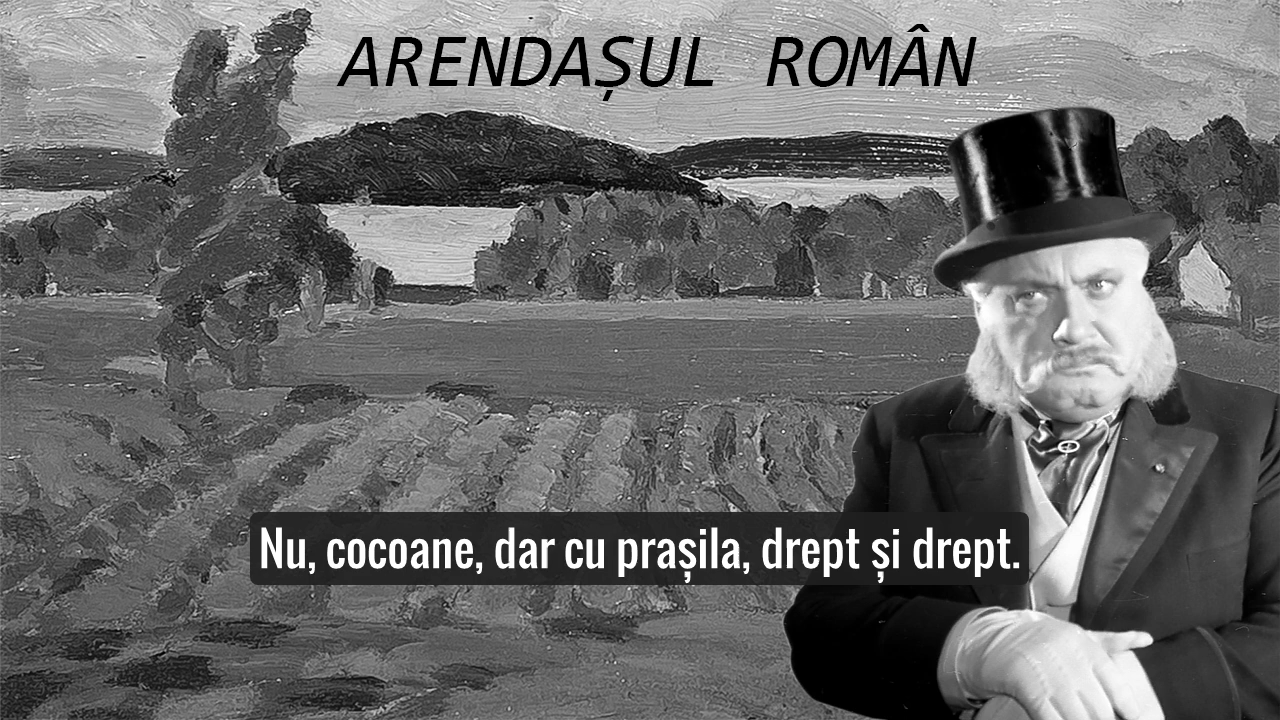 ARENDAȘUL ROMÂN
Nu, cocoane, dar cu prașila, drept și drept.